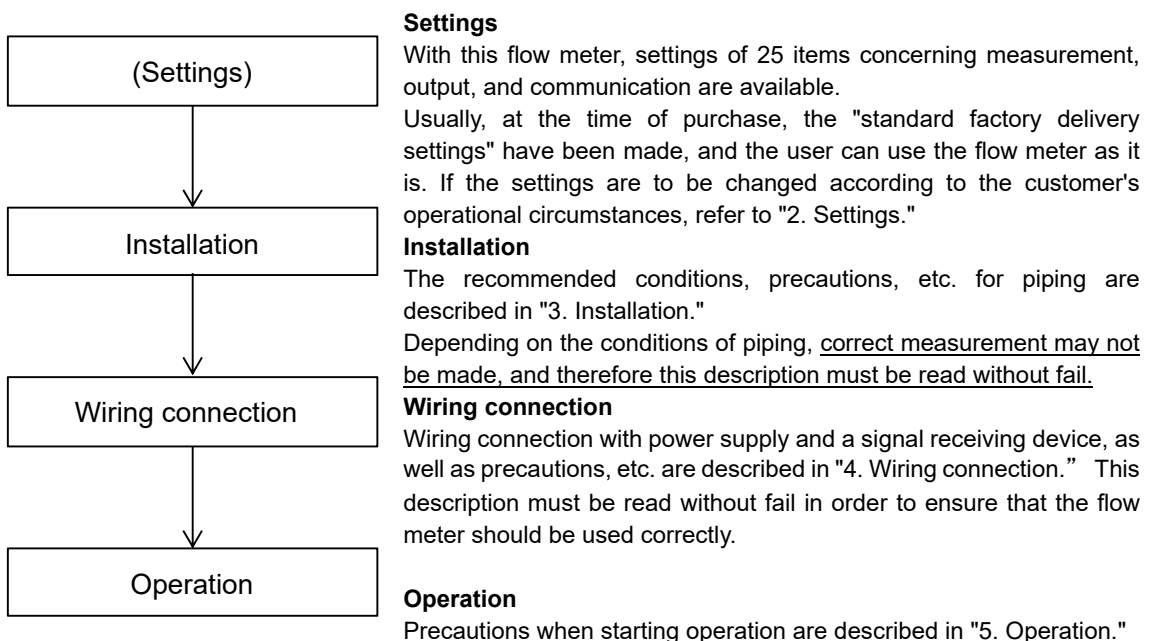 (Settings)
Installation
Wiring connection
Operation
Settings
With this flow meter, settings of 25 items concerning measurement,
output, and communication are available.
Usually, at the time of purchase, the "standard factory delivery
settings" have been made, and the user can use the flow meter as it
is. If the settings are to be changed according to the customer's
operational circumstances, refer to "2. Settings."
Installation
The recommended conditions, precautions, etc. for piping are
described in "3. Installation."
Depending on the conditions of piping, correct measurement may not
be made, and therefore this description must be read without fail.
Wiring connection
Wiring connection with power supply and a signal receiving device, as
well as precautions, etc. are described in "4. Wiring connection.” This
description must be read without fail in order to ensure that the flow
meter should be used correctly.
Operation
Precautions when starting operation are described in "5. Operation."